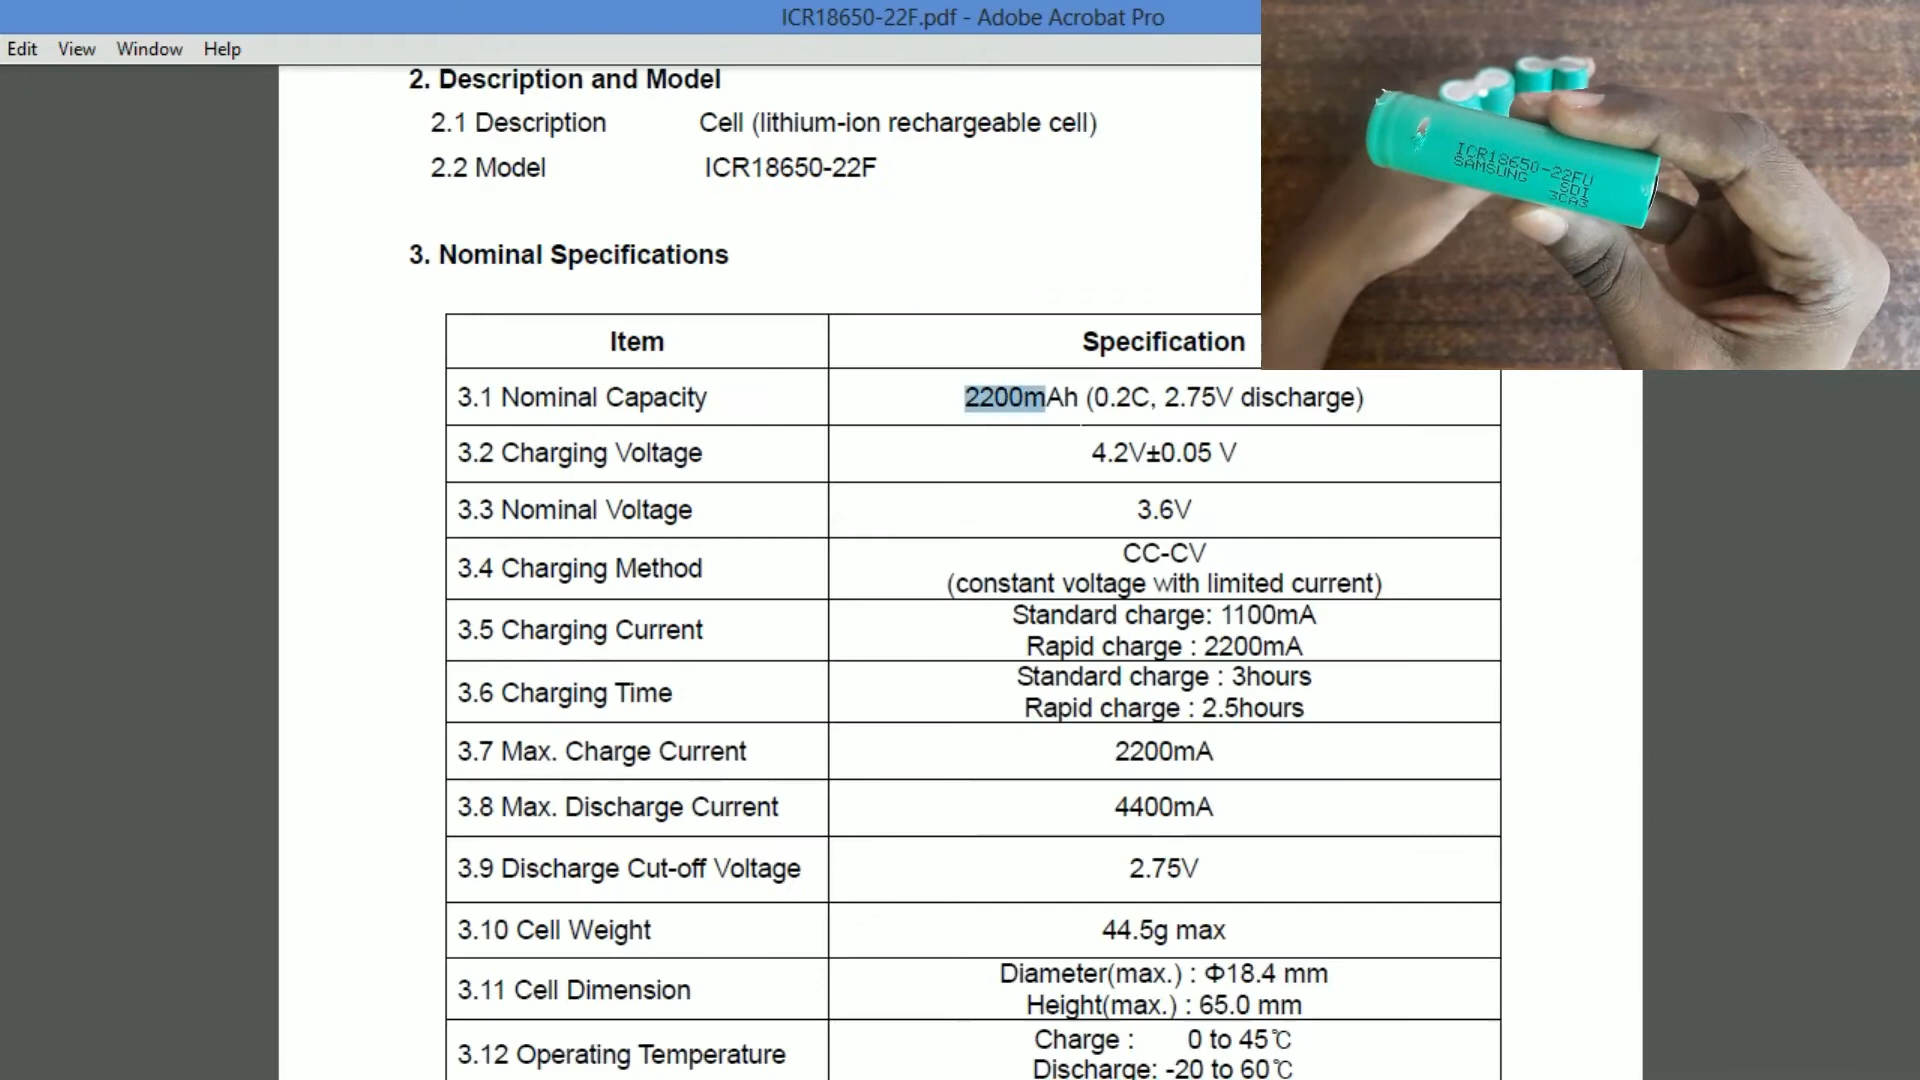 ICR18650-22F.pdf - Adobe Acrobat Pro
Edit View Window Help
2. Description and Model
2.1 Description Cell (lithium-ion rechargeable cell)
2.2 Model ICR18650-22F
ICR18650-22FU
SAMSUNG SDI
3CA3
3. Nominal Specifications
Item Specification
3.1 Nominal Capacity 2200mAh (0.2C, 2.75V discharge)
3.2 Charging Voltage 4.2V±0.05 V
3.3 Nominal Voltage 3.6V
3.4 Charging Method CC-CV
(constant voltage with limited current)
3.5 Charging Current Standard charge: 1100mA
Rapid charge : 2200mA
3.6 Charging Time Standard charge : 3hours
Rapid charge : 2.5hours
3.7 Max. Charge Current 2200mA
3.8 Max. Discharge Current 4400mA
3.9 Discharge Cut-off Voltage 2.75V
3.10 Cell Weight 44.5g max
3.11 Cell Dimension Diameter(max.) : Φ18.4 mm
Height(max.) : 65.0 mm
3.12 Operating Temperature Charge : 0 to 45℃
Discharge: -20 to 60℃